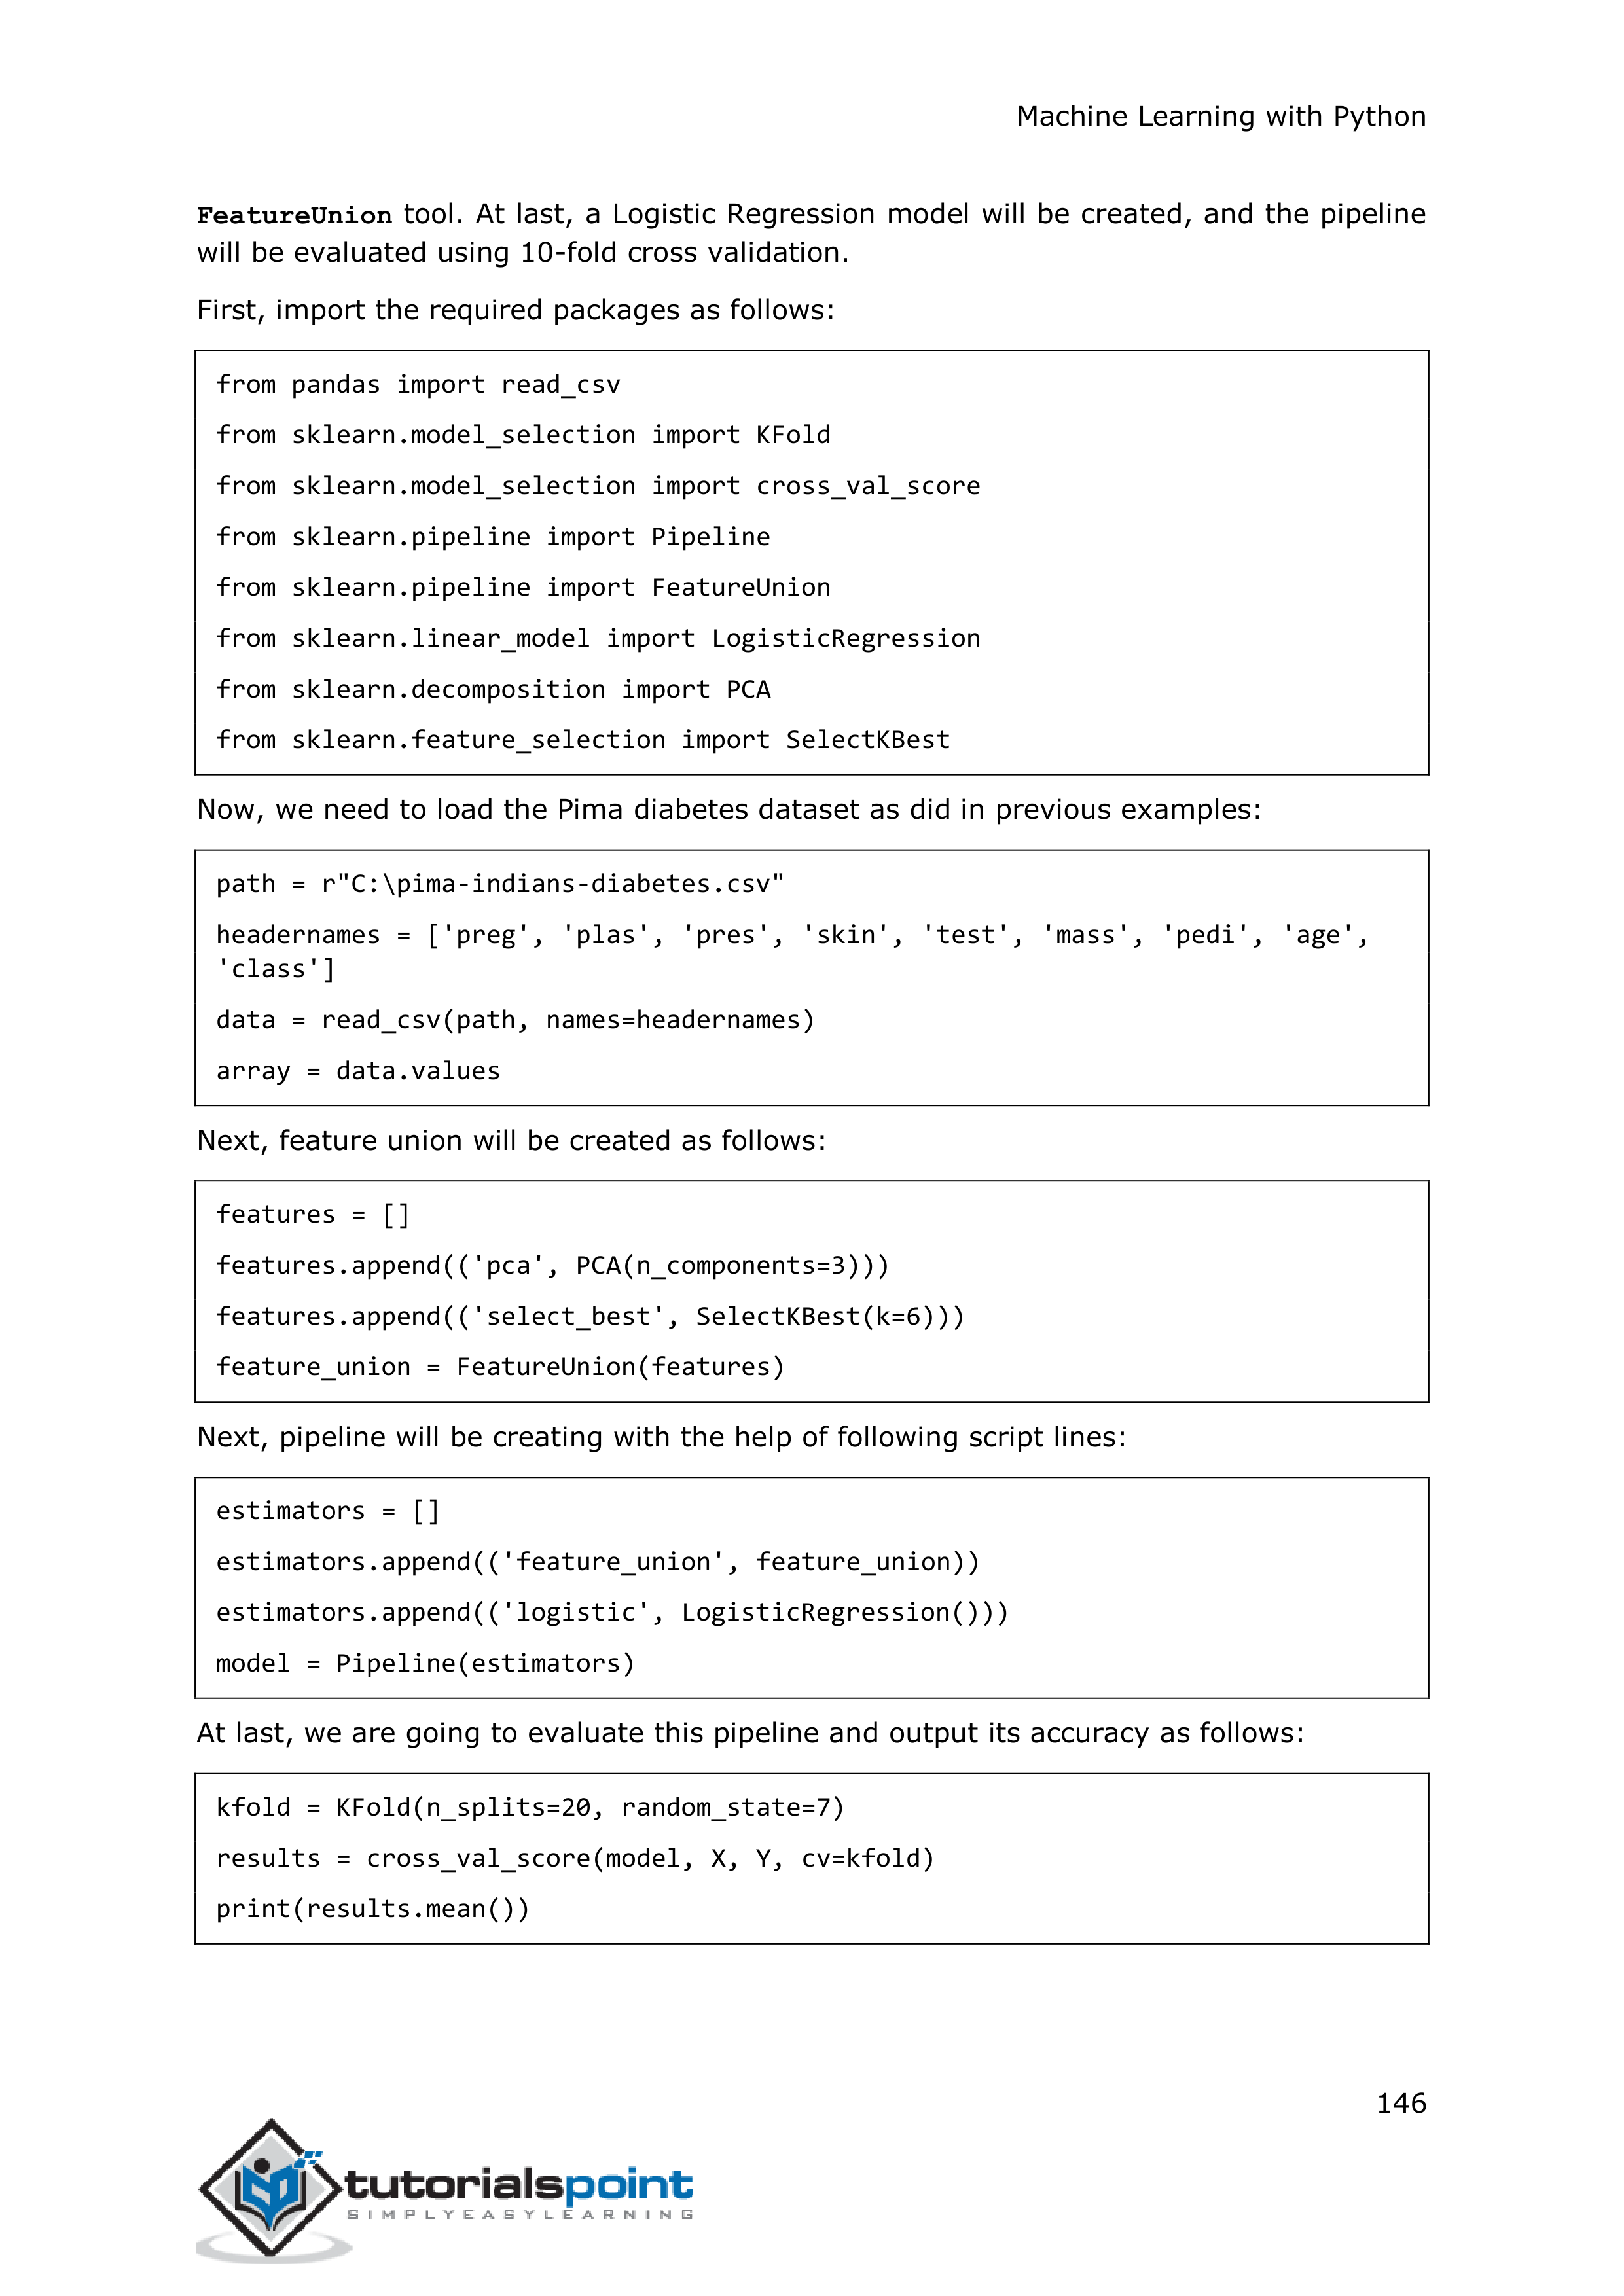 Machine Learning with Python
FeatureUnion tool. At last, a Logistic Regression model will be created, and the pipeline
will be evaluated using 10-fold cross validation.
First, import the required packages as follows:
from pandas import read_csv
from sklearn.model_selection import KFold
from sklearn.model_selection import cross_val_score
from sklearn.pipeline import Pipeline
from sklearn.pipeline import FeatureUnion
from sklearn.linear_model import LogisticRegression
from sklearn.decomposition import PCA
from sklearn.feature_selection import SelectKBest
Now, we need to load the Pima diabetes dataset as did in previous examples:
path = r"C:\pima-indians-diabetes.csv"
headernames = ['preg', 'plas', 'pres', 'skin', 'test', 'mass', 'pedi', 'age',
'class']
data = read_csv(path, names=headernames)
array = data.values
Next, feature union will be created as follows:
features = []
features.append(('pca', PCA(n_components=3)))
features.append(('select_best', SelectKBest(k=6)))
feature_union = FeatureUnion(features)
Next, pipeline will be creating with the help of following script lines:
estimators = []
estimators.append(('feature_union', feature_union))
estimators.append(('logistic', LogisticRegression()))
model = Pipeline(estimators)
At last, we are going to evaluate this pipeline and output its accuracy as follows:
kfold = KFold(n_splits=20, random_state=7)
results = cross_val_score(model, X, Y, cv=kfold)
print(results.mean())
146
tutorialspoint
SIMPLYEASYLEARNING